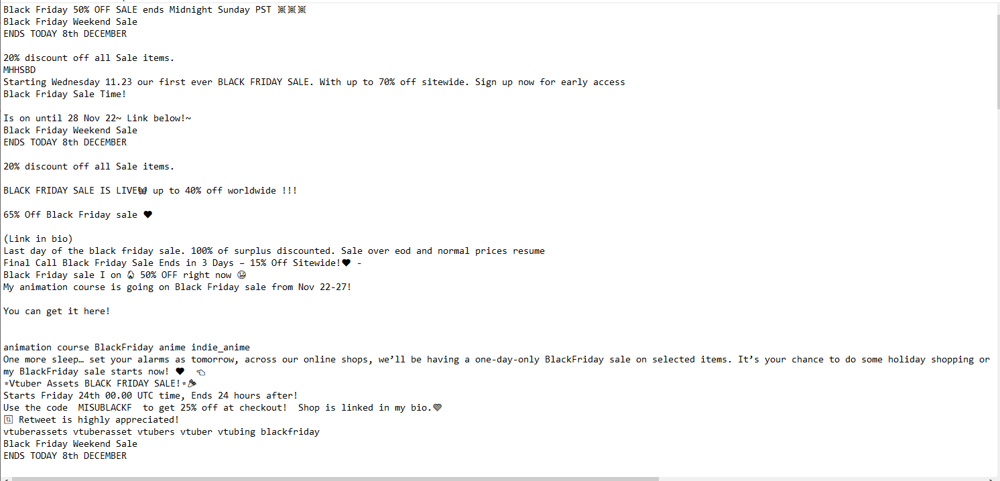 Black Friday 50% OFF SALE ends Midnight Sunday PST ☠️☠️☠️
Black Friday Weekend Sale
ENDS TODAY 8th DECEMBER
20% discount off all Sale items.
MHHSBD
Starting Wednesday 11.23 our first ever BLACK FRIDAY SALE. With up to 70% off sitewide. Sign up now for early access
Black Friday Sale Time!
Is on until 28 Nov 22~ Link below!~
Black Friday Weekend Sale
ENDS TODAY 8th DECEMBER
20% discount off all Sale items.
BLACK FRIDAY SALE IS LIVE🦋 up to 40% off worldwide !!!
65% Off Black Friday sale ♥
(Link in bio)
Last day of the black friday sale. 100% of surplus discounted. Sale over eod and normal prices resume
Final Call Black Friday Sale Ends in 3 Days – 15% Off Sitewide!♥ -
Black Friday sale I on 🔥 50% OFF right now 🤬
My animation course is going on Black Friday sale from Nov 22-27!
You can get it here!
animation course BlackFriday anime indie_anime
One more sleep… set your alarms as tomorrow, across our online shops, we’ll be having a one-day-only BlackFriday sale on selected items. It’s your chance to do some holiday shopping or
my BlackFriday sale starts now! ♥ 👈
⭐Vtuber Assets BLACK FRIDAY SALE!⭐🎉
Starts Friday 24th 00.00 UTC time, Ends 24 hours after!
Use the code MISUBLACKF to get 25% off at checkout! Shop is linked in my bio.💚
🔃 Retweet is highly appreciated!
vtuberassets vtuberasset vtubers vtuber vtubing blackfriday
Black Friday Weekend Sale
ENDS TODAY 8th DECEMBER